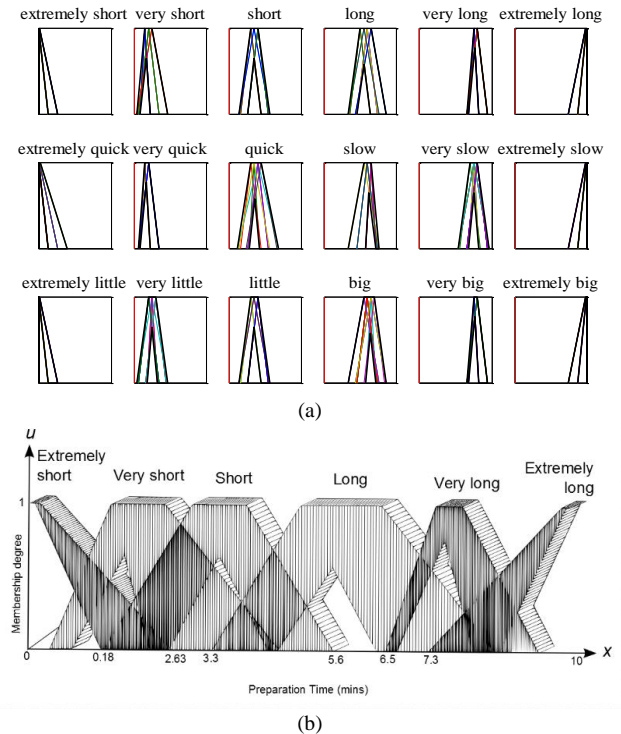 extremely short very short short long very long extremely long
extremely quick very quick quick slow very slow extremely slow
extremely little very little little big very big extremely big
(a)
u
Extremely short
Very short
Short
Long
Very long
Extremely long
1
Membership degree
0 0.18 2.63 3.3 5.6 6.5 7.3 10 x
Preparation Time (mins)
(b)